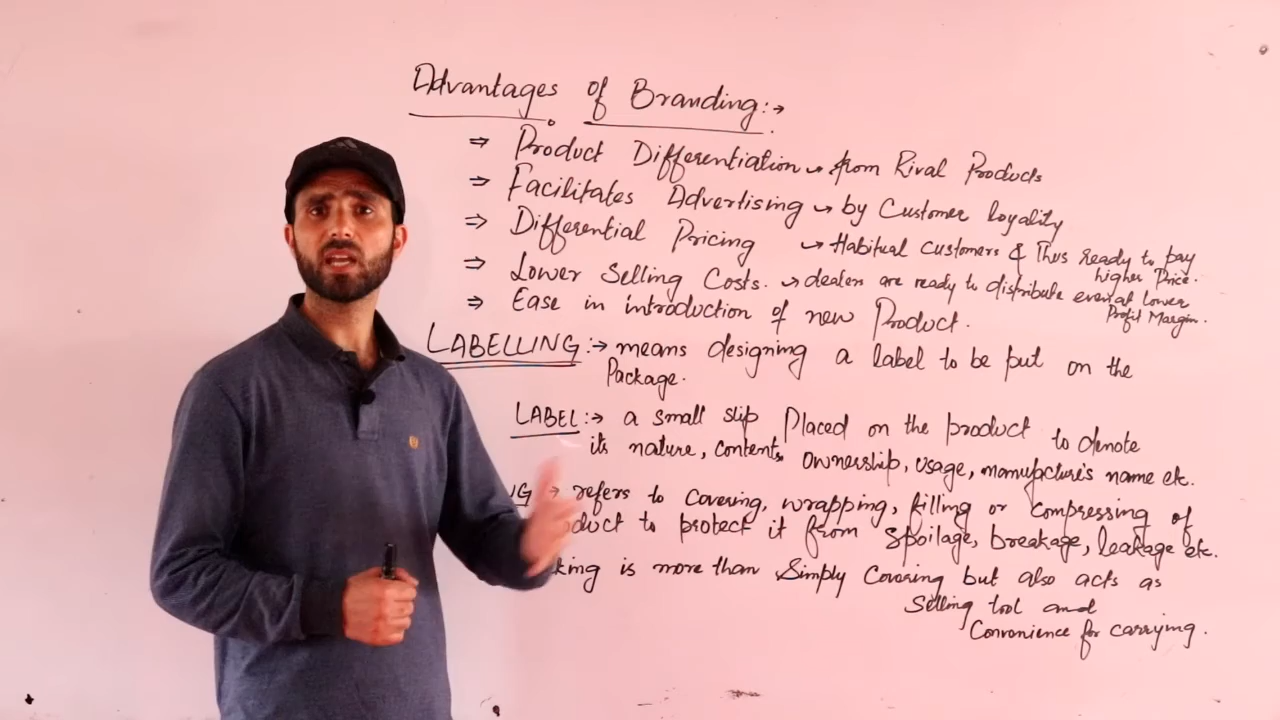 Advantages of Branding:→
⇒ Product Differentiation → from Rival Products
⇒ Facilitates Advertising → by Customer loyality
⇒ Differential Pricing → Habitual customers & Thus ready to pay
higher Price.
⇒ Lower Selling Costs. → dealers are ready to distribute even at lower
Profit Margin.
⇒ Ease in introduction of new Product.
LABELLING:→ means designing a label to be put on the
Package.
LABEL:→ a small slip Placed on the product to denote
its nature, contents, ownership, usage, manufacture's name etc.
NG → refers to covering, wrapping, filling or compressing of
oduct to protect it from spoilage, breakage, leakage etc.
king is more than Simply Covering but also acts as
Selling tool and
Convenience for carrying.